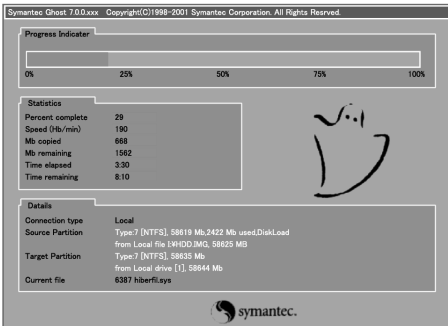 Symantec Ghost 7.0.0.xxx Copyright(C)1998-2001 Symantec Corporation. All Rights Resrved.
Progress Indicater
0% 25% 50% 75% 100%
Statistics
Percent complete 29
Speed (Hb/min) 190
Mb copied 668
Mb remaining 1562
Time elapsed 3:30
Time remaining 8:10
Datails
Connection type Local
Source Partition Type:7 [NTFS], 58619 Mb,2422 Mb used,DiskLoad
from Local file I:¥HDD.IMG, 58625 MB
Target Partition Type:7 [NTFS], 58635 Mb
from Local drive [1], 58644 Mb
Current file 6387 hiberfil.sys
symantec.